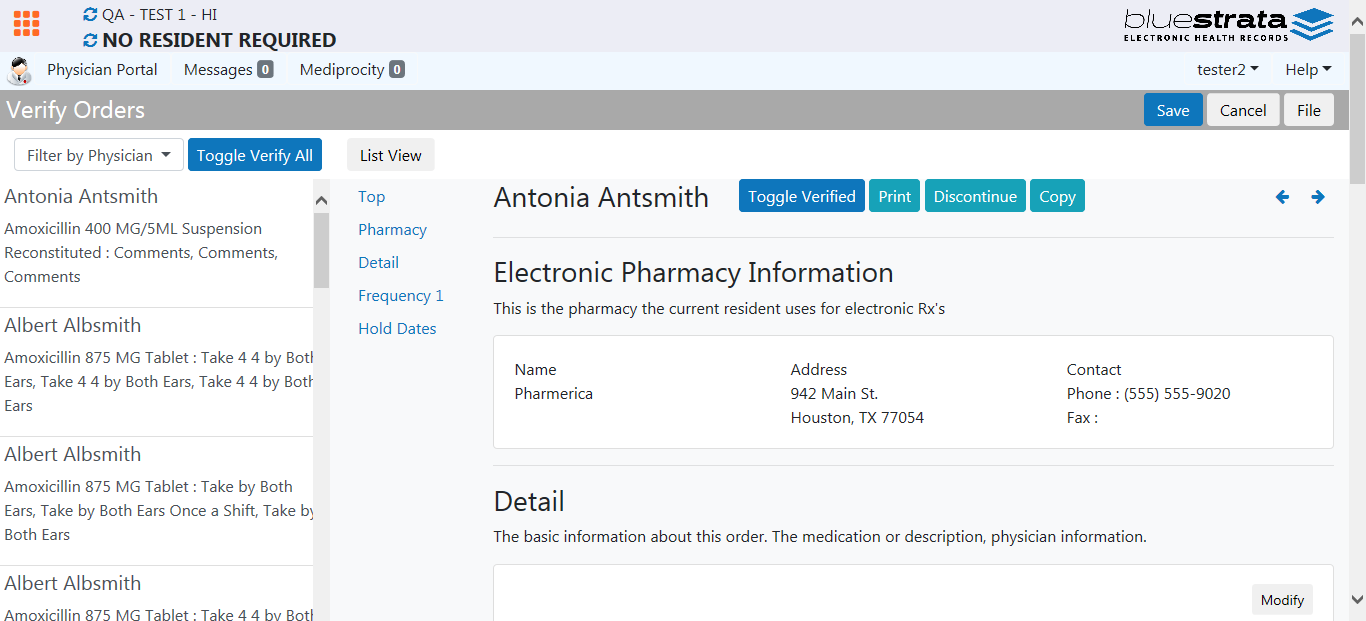 QA - TEST 1 - HI
NO RESIDENT REQUIRED
bluestrata
ELECTRONIC HEALTH RECORDS
Physician Portal
Messages 0
Mediprocity 0
tester2
Help
Verify Orders
Save
Cancel
File
Filter by Physician
Toggle Verify All
List View
Antonia Antsmith
Amoxicillin 400 MG/5ML Suspension
Reconstituted : Comments, Comments,
Comments
Albert Albsmith
Amoxicillin 875 MG Tablet : Take 4 4 by Both
Ears, Take 4 4 by Both Ears, Take 4 4 by Both
Ears
Albert Albsmith
Amoxicillin 875 MG Tablet : Take by Both
Ears, Take by Both Ears Once a Shift, Take by
Both Ears
Albert Albsmith
Amoxicillin 875 MG Tablet : Take 4 4 by Both
Top
Pharmacy
Detail
Frequency 1
Hold Dates
Antonia Antsmith
Toggle Verified
Print
Discontinue
Copy
Electronic Pharmacy Information
This is the pharmacy the current resident uses for electronic Rx's
Name
Pharmerica
Address
942 Main St.
Houston, TX 77054
Contact
Phone : (555) 555-9020
Fax :
Detail
The basic information about this order. The medication or description, physician information.
Modify